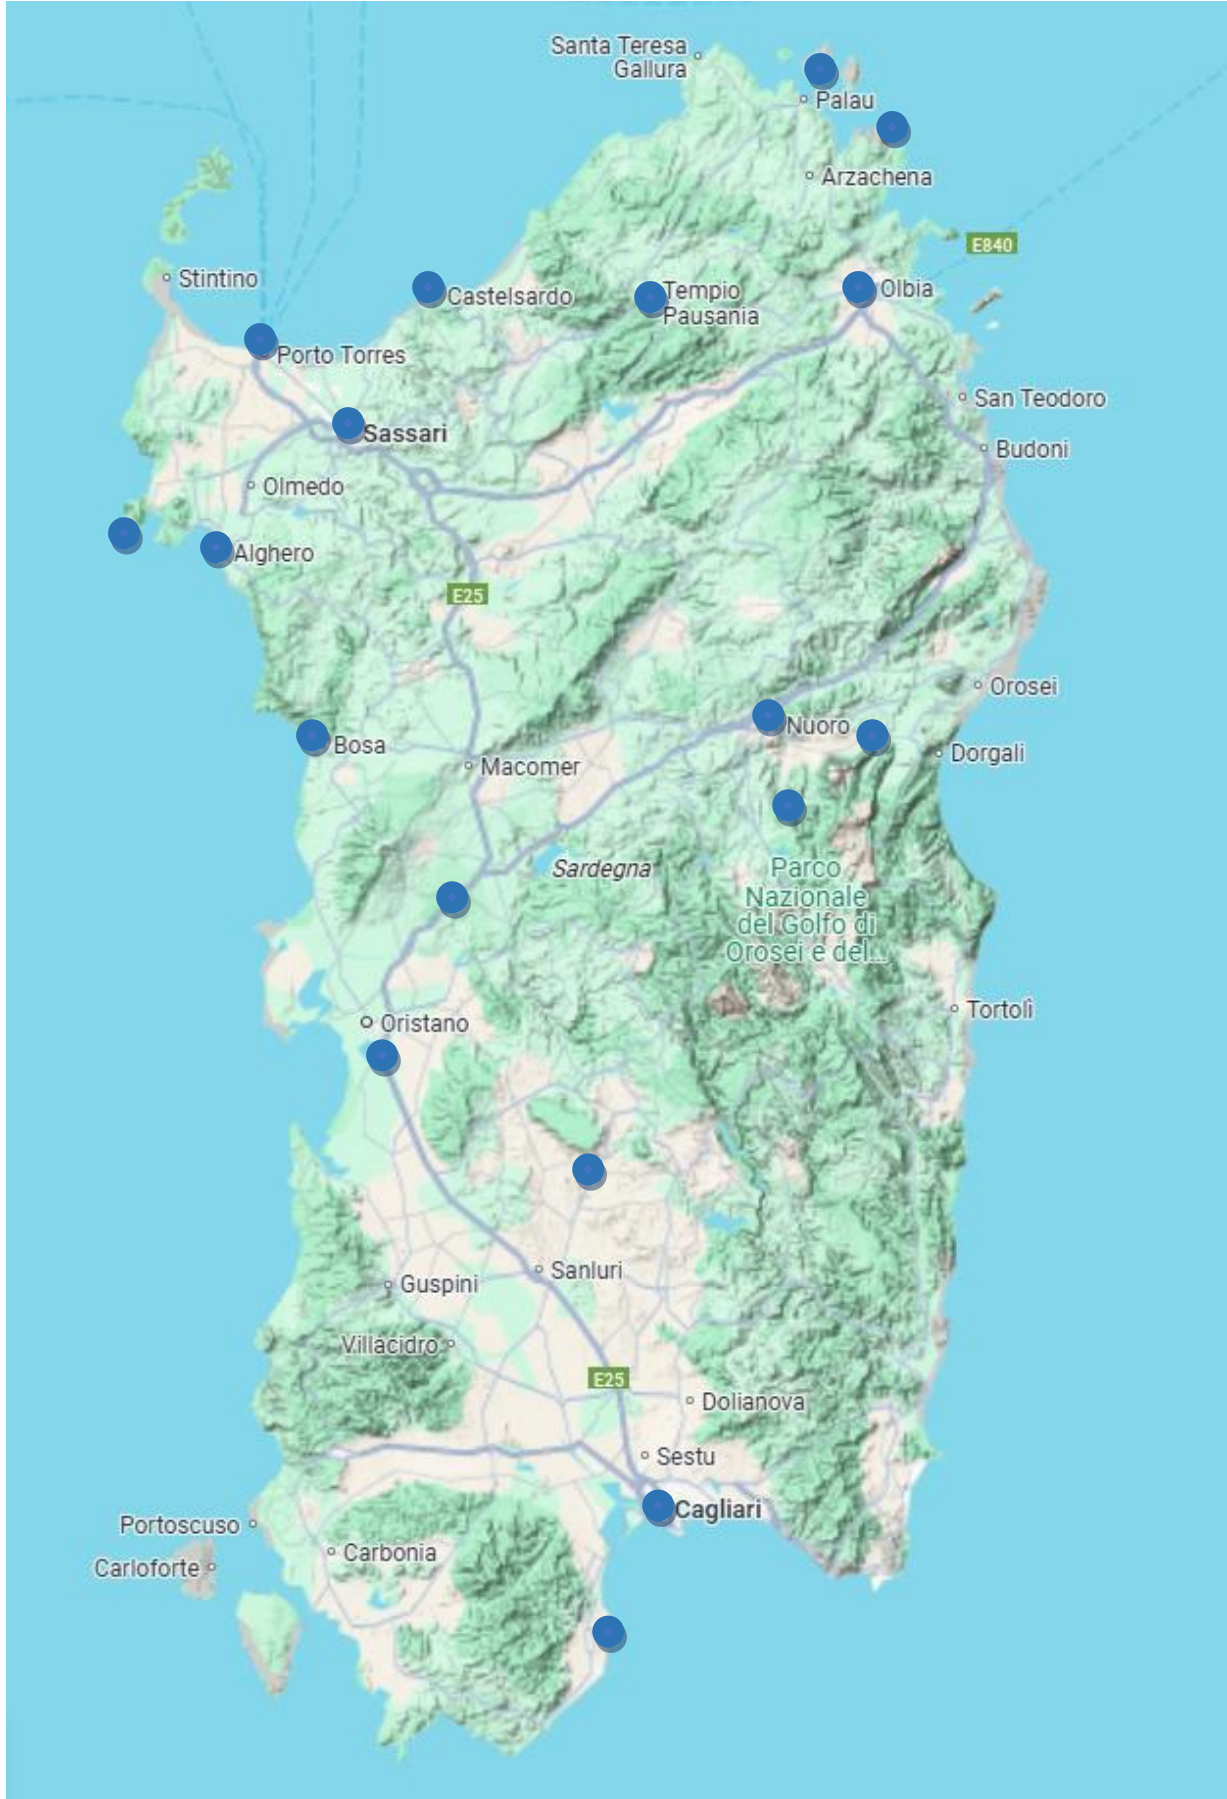 Santa Teresa
Gallura
Palau
Arzachena
E840
Stintino
Castelsardo
Tempio
Pausania
Olbia
Porto Torres
San Teodoro
Sassari
Budoni
Olmedo
Alghero
E25
Orosei
Nuoro
Bosa
Dorgali
Macomer
Sardegna
Parco
Nazionale
del Golfo di
Orosei e del...
Tortolì
Oristano
Sanluri
Guspini
Villacidro
E25
Dolianova
Sestu
Cagliari
Portoscuso
Carbonia
Carloforte